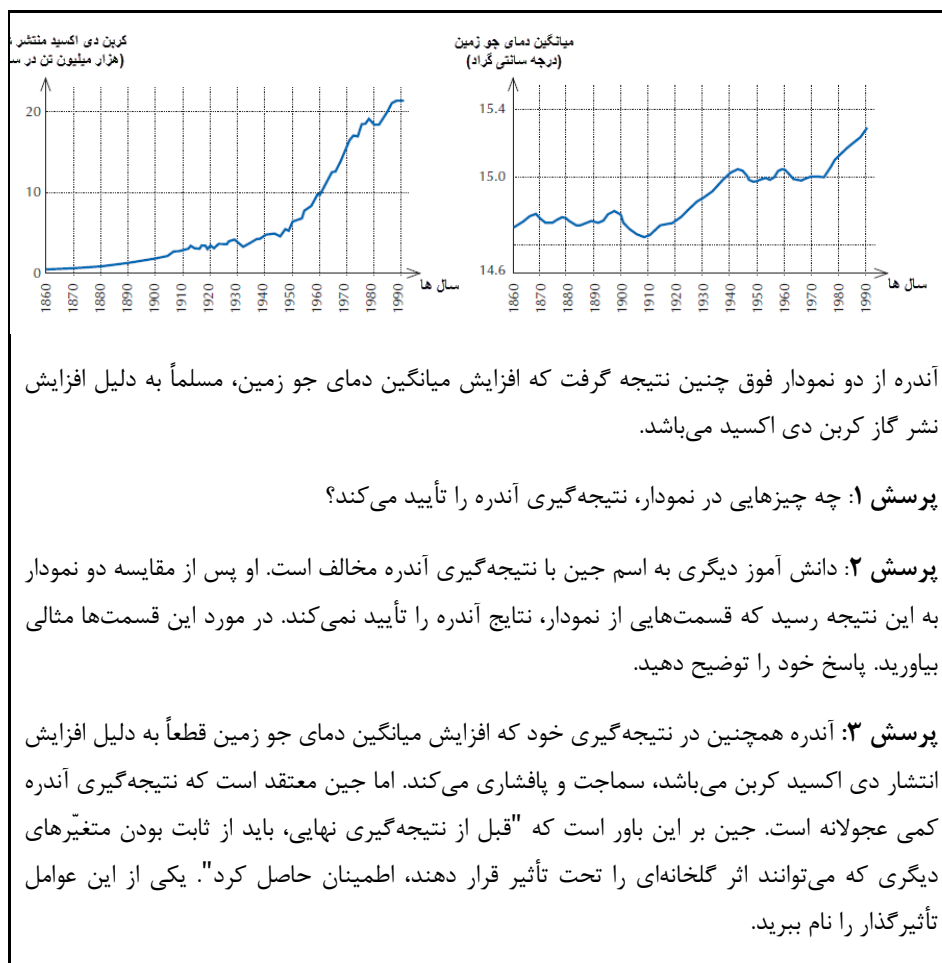 کربن دی اکسید منتشر
(هزار میلیون تن در
20
10
0
1860 1870 1880 1890 1900 1910 1920 1930 1940 1950 1960 1970 1980 1990
سال ها
میانگین دمای جو زمین
(درجه سانتی گراد)
15.4
15.0
14.6
1860 1870 1880 1890 1900 1910 1920 1930 1940 1950 1960 1970 1980 1990
سال ها
آندره از دو نمودار فوق چنین نتیجه گرفت که افزایش میانگین دمای جو زمین، مسلماً به دلیل افزایش
نشر گاز کربن دی اکسید می‌باشد.
پرسش ۱: چه چیزهایی در نمودار، نتیجه‌گیری آندره را تأیید می‌کند؟
پرسش ۲: دانش آموز دیگری به اسم جین با نتیجه‌گیری آندره مخالف است. او پس از مقایسه دو نمودار
به این نتیجه رسید که قسمت‌هایی از نمودار، نتایج آندره را تأیید نمی‌کند. در مورد این قسمت‌ها مثالی
بیاورید. پاسخ خود را توضیح دهید.
پرسش ۳: آندره همچنین در نتیجه‌گیری خود که افزایش میانگین دمای جو زمین قطعاً به دلیل افزایش
انتشار دی اکسید کربن می‌باشد، سماجت و پافشاری می‌کند. اما جین معتقد است که نتیجه‌گیری آندره
کمی عجولانه است. جین بر این باور است که "قبل از نتیجه‌گیری نهایی، باید از ثابت بودن متغیّرهای
دیگری که می‌توانند اثر گلخانه‌ای را تحت تأثیر قرار دهند، اطمینان حاصل کرد". یکی از این عوامل
تأثیرگذار را نام ببرید.